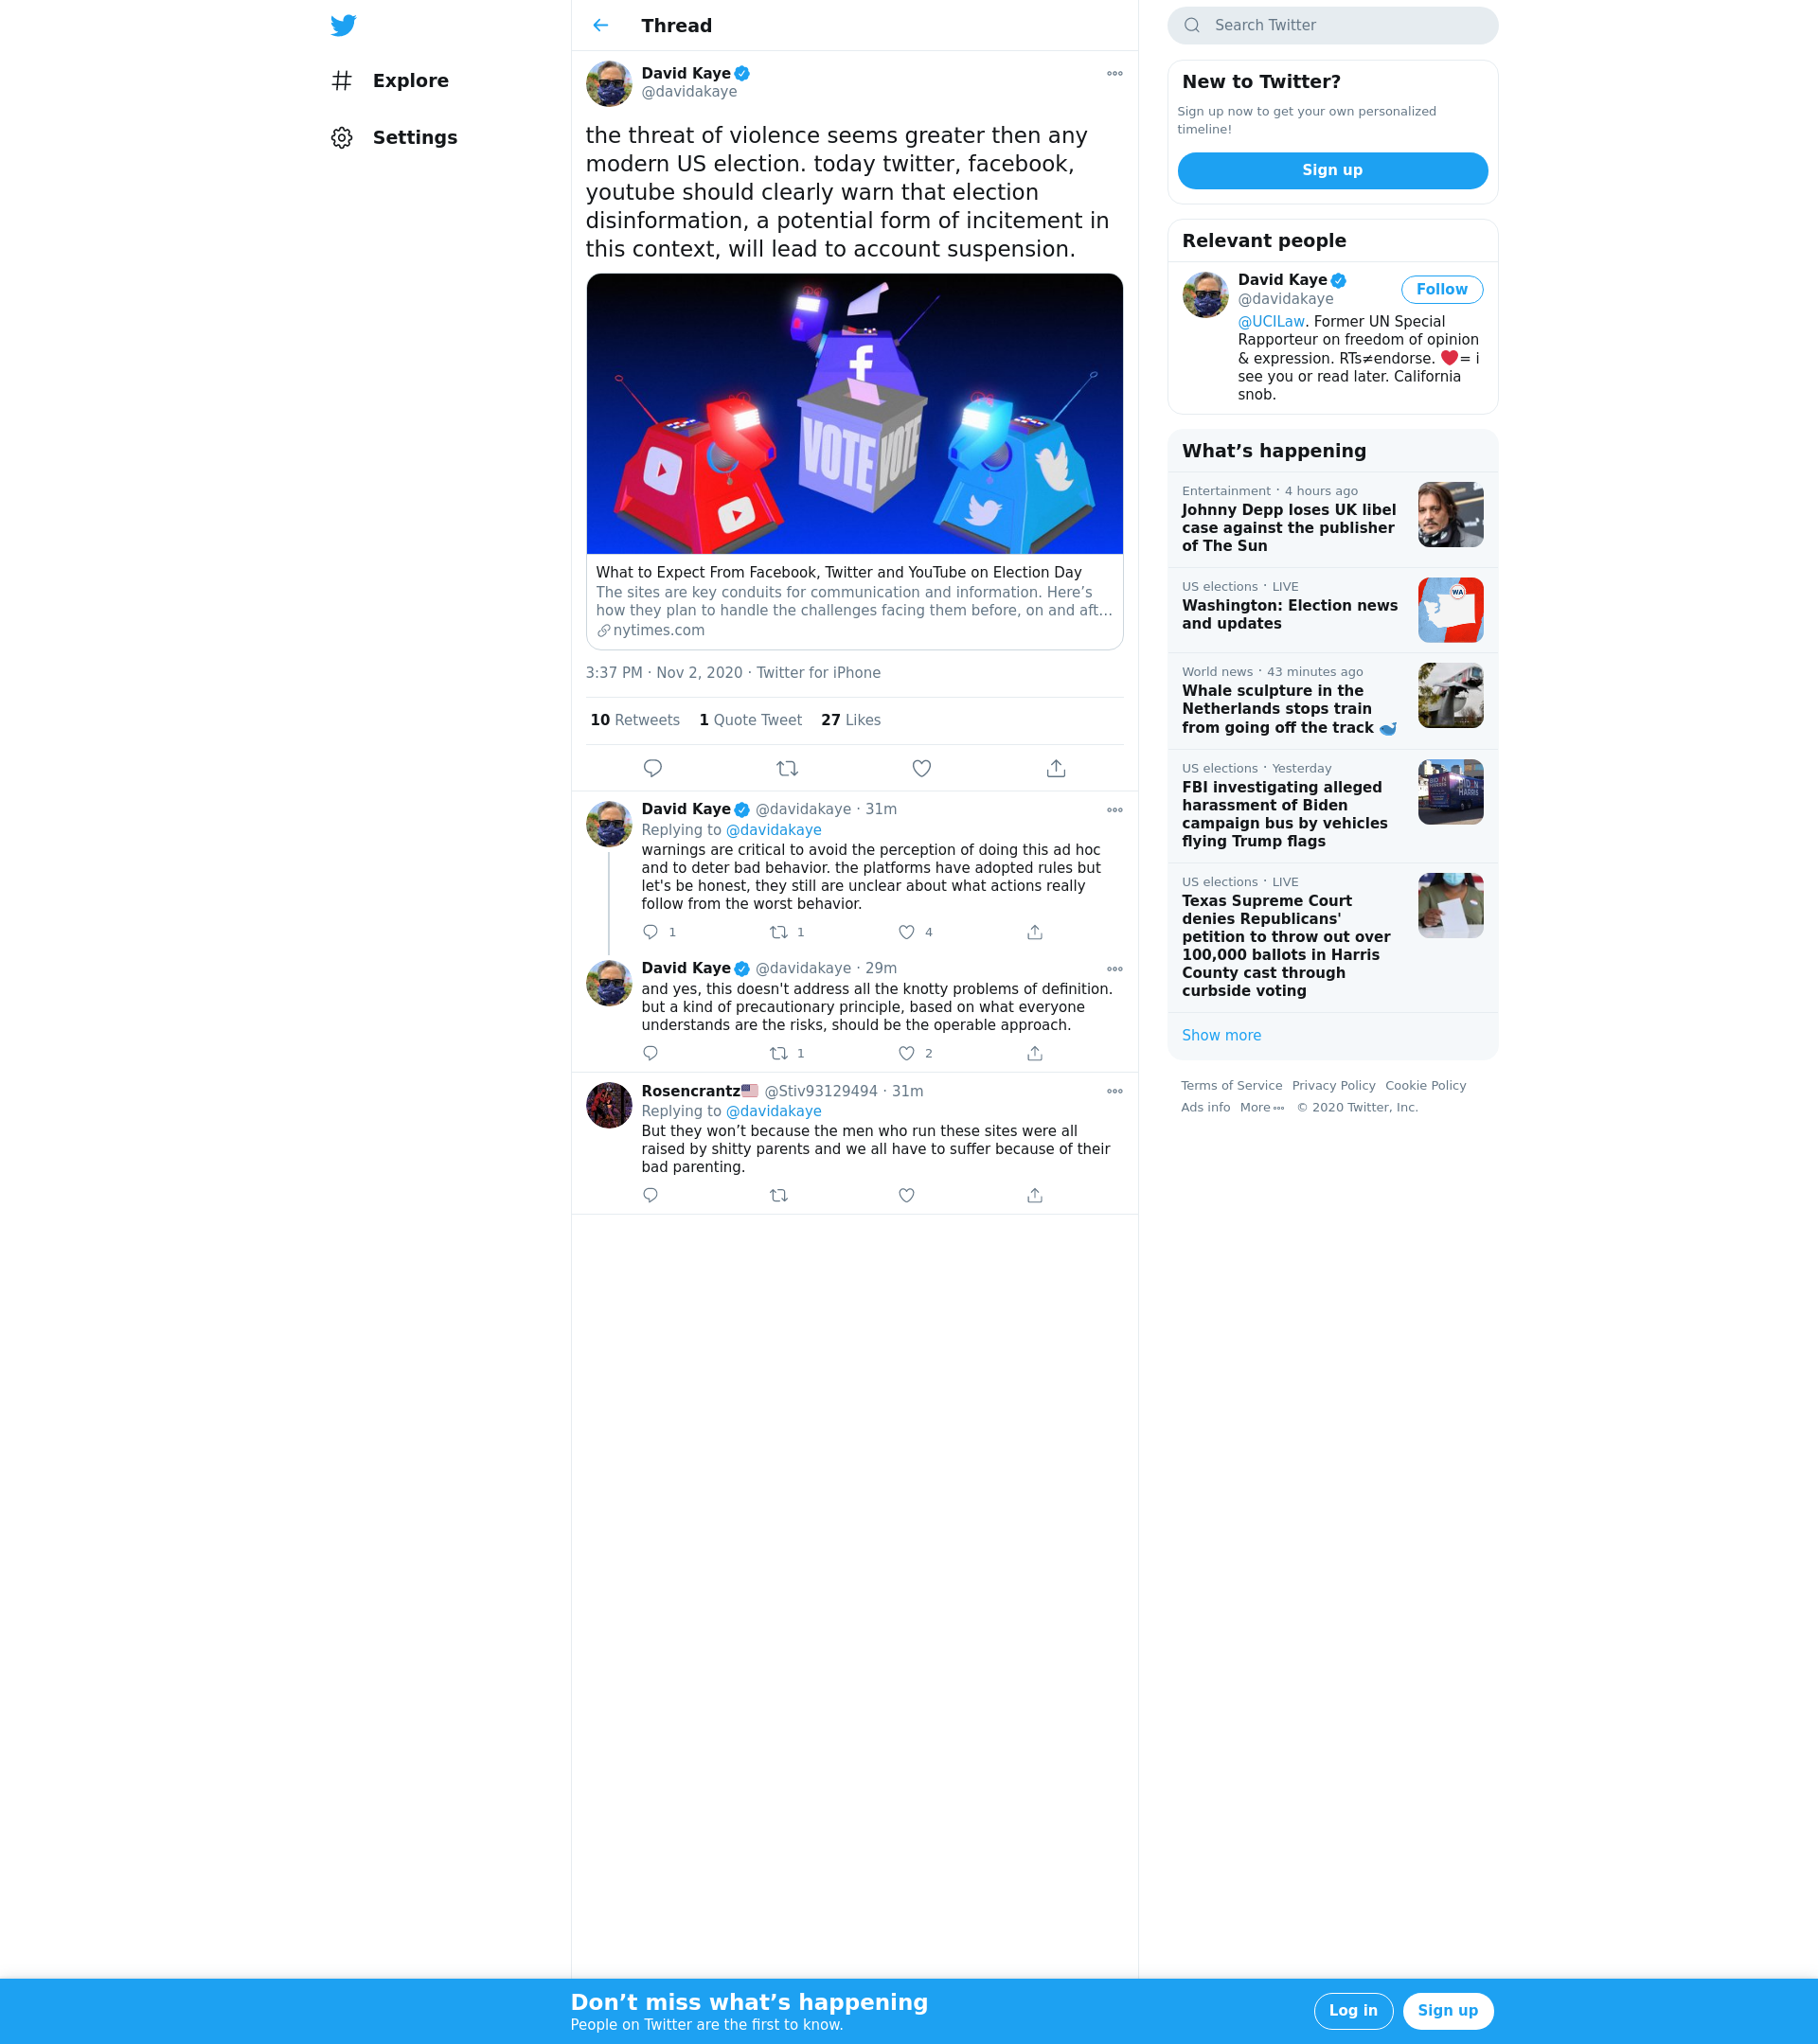 Explore
Settings
Thread
David Kaye
@davidakaye
the threat of violence seems greater then any
modern US election. today twitter, facebook,
youtube should clearly warn that election
disinformation, a potential form of incitement in
this context, will lead to account suspension.
VOTE VOTE
What to Expect From Facebook, Twitter and YouTube on Election Day
The sites are key conduits for communication and information. Here’s
how they plan to handle the challenges facing them before, on and aft…
nytimes.com
3:37 PM · Nov 2, 2020 · Twitter for iPhone
10 Retweets 1 Quote Tweet 27 Likes
David Kaye @davidakaye · 31m
Replying to @davidakaye
warnings are critical to avoid the perception of doing this ad hoc
and to deter bad behavior. the platforms have adopted rules but
let's be honest, they still are unclear about what actions really
follow from the worst behavior.
1 1 4
David Kaye @davidakaye · 29m
and yes, this doesn't address all the knotty problems of definition.
but a kind of precautionary principle, based on what everyone
understands are the risks, should be the operable approach.
1 2
Rosencrantz🇺🇸 @Stiv93129494 · 31m
Replying to @davidakaye
But they won’t because the men who run these sites were all
raised by shitty parents and we all have to suffer because of their
bad parenting.
Search Twitter
New to Twitter?
Sign up now to get your own personalized
timeline!
Sign up
Relevant people
David Kaye
@davidakaye
Follow
@UCILaw. Former UN Special
Rapporteur on freedom of opinion
& expression. RTs≠endorse. ❤️= i
see you or read later. California
snob.
What’s happening
Entertainment · 4 hours ago
Johnny Depp loses UK libel
case against the publisher
of The Sun
US elections · LIVE
Washington: Election news
and updates
WA
World news · 43 minutes ago
Whale sculpture in the
Netherlands stops train
from going off the track 🐋
US elections · Yesterday
FBI investigating alleged
harassment of Biden
campaign bus by vehicles
flying Trump flags
US elections · LIVE
Texas Supreme Court
denies Republicans'
petition to throw out over
100,000 ballots in Harris
County cast through
curbside voting
Show more
Terms of Service Privacy Policy Cookie Policy
Ads info More © 2020 Twitter, Inc.
Don’t miss what’s happening
People on Twitter are the first to know.
Log in
Sign up